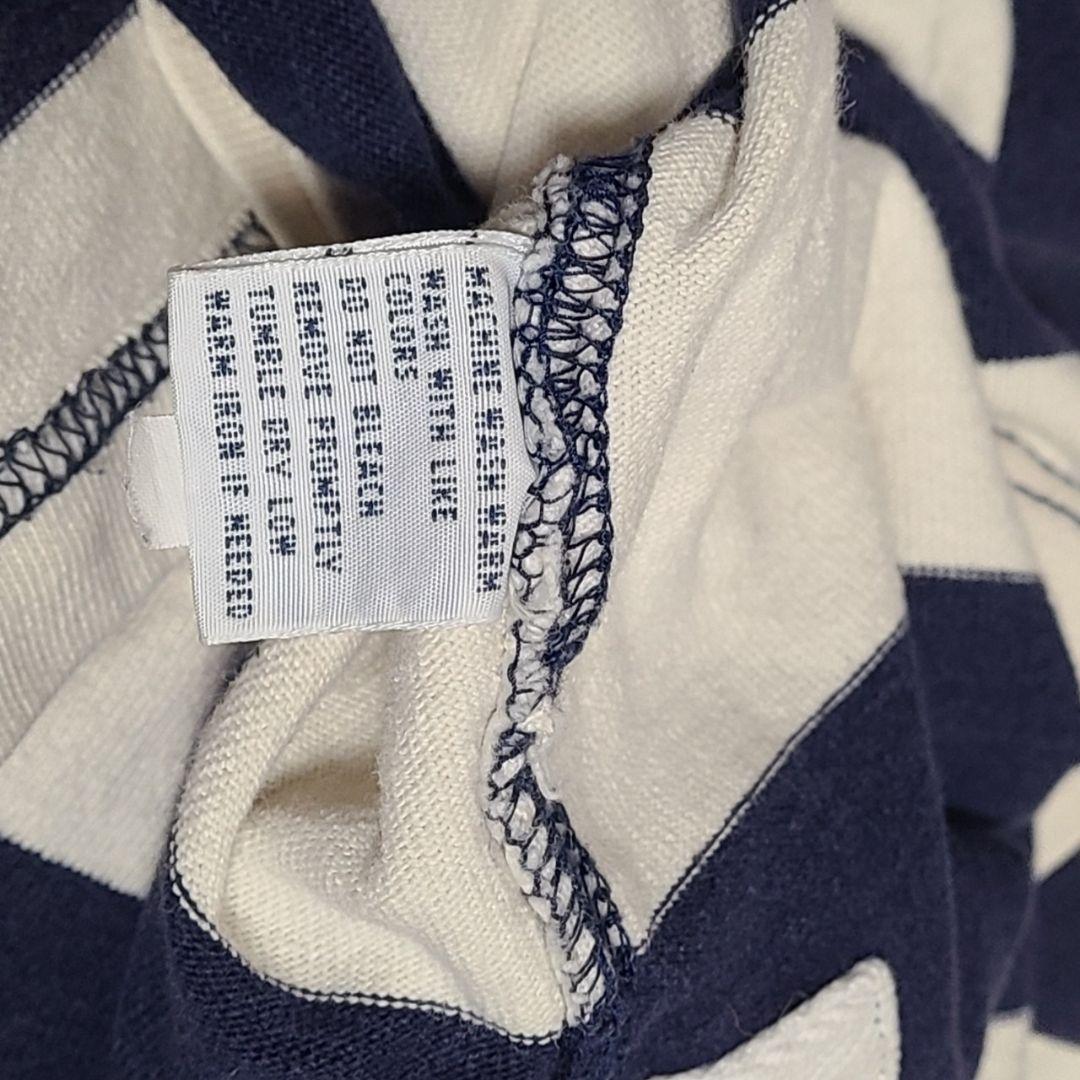 MACHINE WASH WARM
WASH WITH LIKE
COLORS
DO NOT BLEACH
REMOVE PROMPTLY
TUMBLE DRY LOW
WARM IRON IF NEEDED